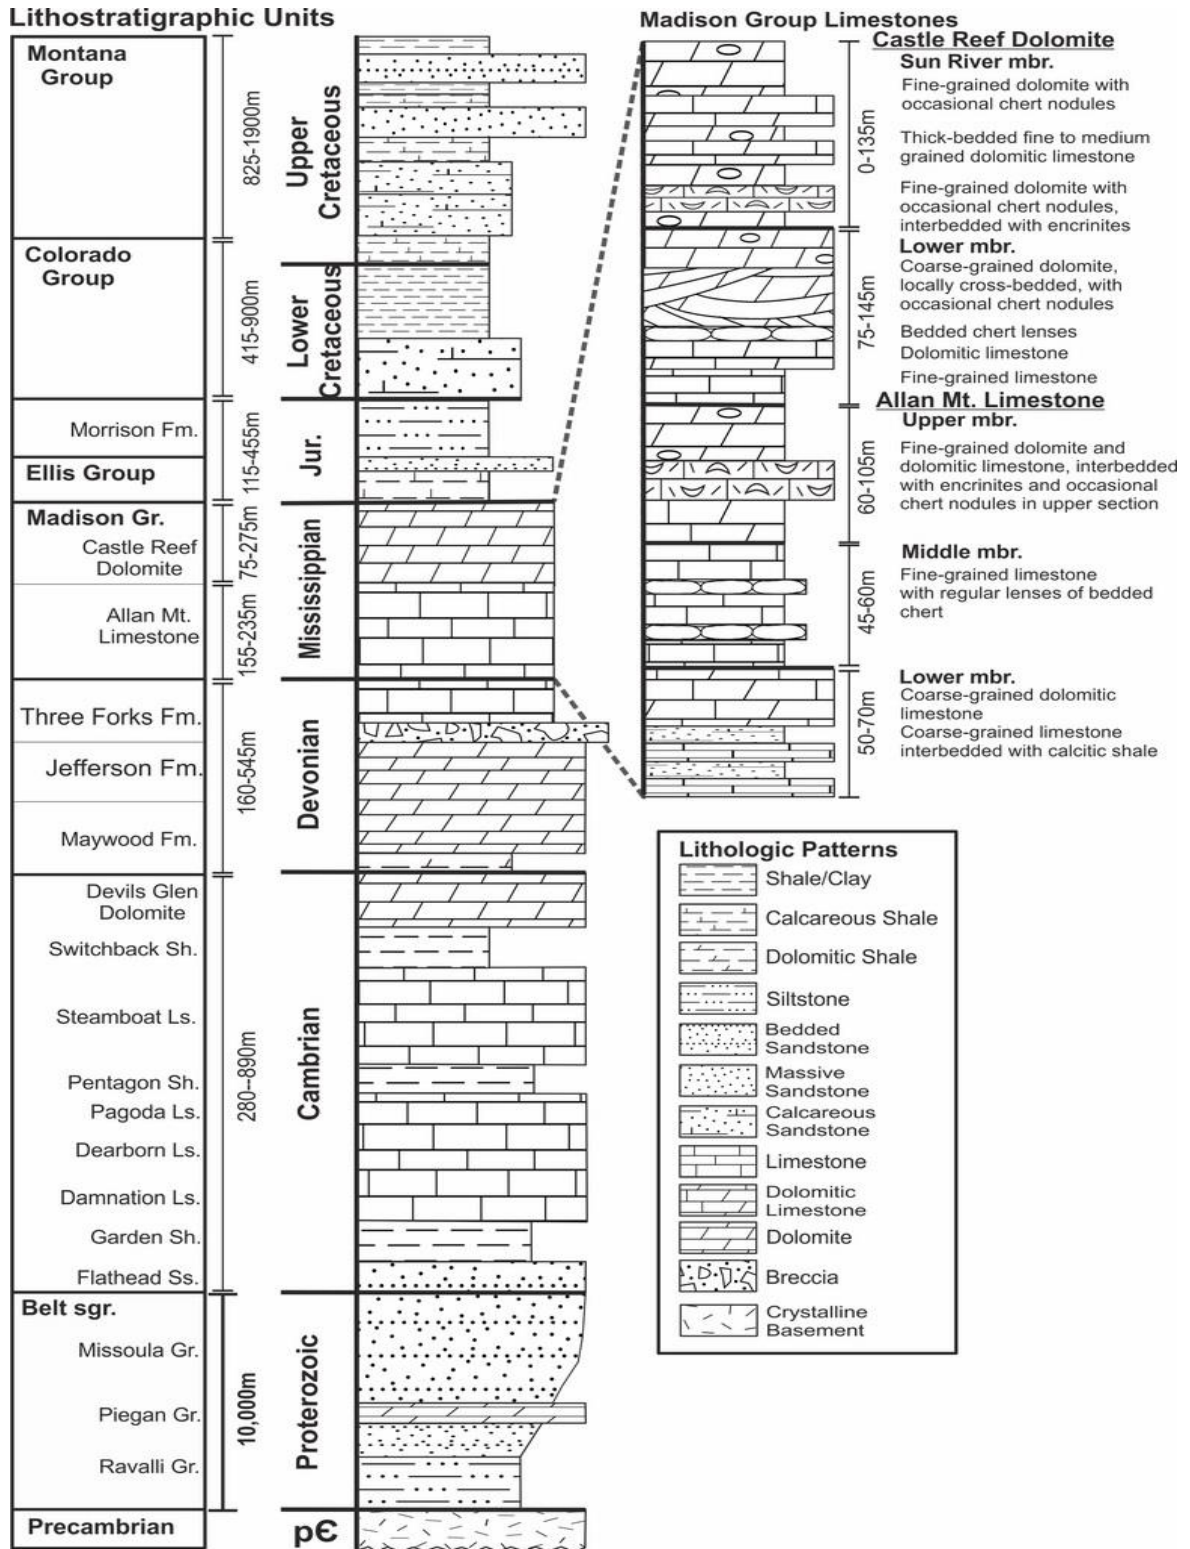 Lithostratigraphic Units
Montana
Group
825-1900m
Upper
Cretaceous
Colorado
Group
415-900m
Lower
Cretaceous
Morrison Fm.
Ellis Group
115-455m
Jur.
Madison Gr.
Castle Reef
Dolomite
75-275m
Allan Mt.
Limestone
155-235m
Mississippian
Three Forks Fm.
Jefferson Fm.
Maywood Fm.
160-545m
Devonian
Devils Glen
Dolomite
Switchback Sh.
Steamboat Ls.
Pentagon Sh.
Pagoda Ls.
Dearborn Ls.
Damnation Ls.
Garden Sh.
Flathead Ss.
280--890m
Cambrian
Belt sgr.
Missoula Gr.
Piegan Gr.
Ravalli Gr.
10,000m
Proterozoic
Precambrian
pЄ
Madison Group Limestones
Castle Reef Dolomite
Sun River mbr.
Fine-grained dolomite with
occasional chert nodules
Thick-bedded fine to medium
grained dolomitic limestone
Fine-grained dolomite with
occasional chert nodules,
interbedded with encrinites
0-135m
Lower mbr.
Coarse-grained dolomite,
locally cross-bedded, with
occasional chert nodules
Bedded chert lenses
Dolomitic limestone
Fine-grained limestone
75-145m
Allan Mt. Limestone
Upper mbr.
Fine-grained dolomite and
dolomitic limestone, interbedded
with encrinites and occasional
chert nodules in upper section
60-105m
Middle mbr.
Fine-grained limestone
with regular lenses of bedded
chert
45-60m
Lower mbr.
Coarse-grained dolomitic
limestone
Coarse-grained limestone
interbedded with calcitic shale
50-70m
Lithologic Patterns
Shale/Clay
Calcareous Shale
Dolomitic Shale
Siltstone
Bedded
Sandstone
Massive
Sandstone
Calcareous
Sandstone
Limestone
Dolomitic
Limestone
Dolomite
Breccia
Crystalline
Basement